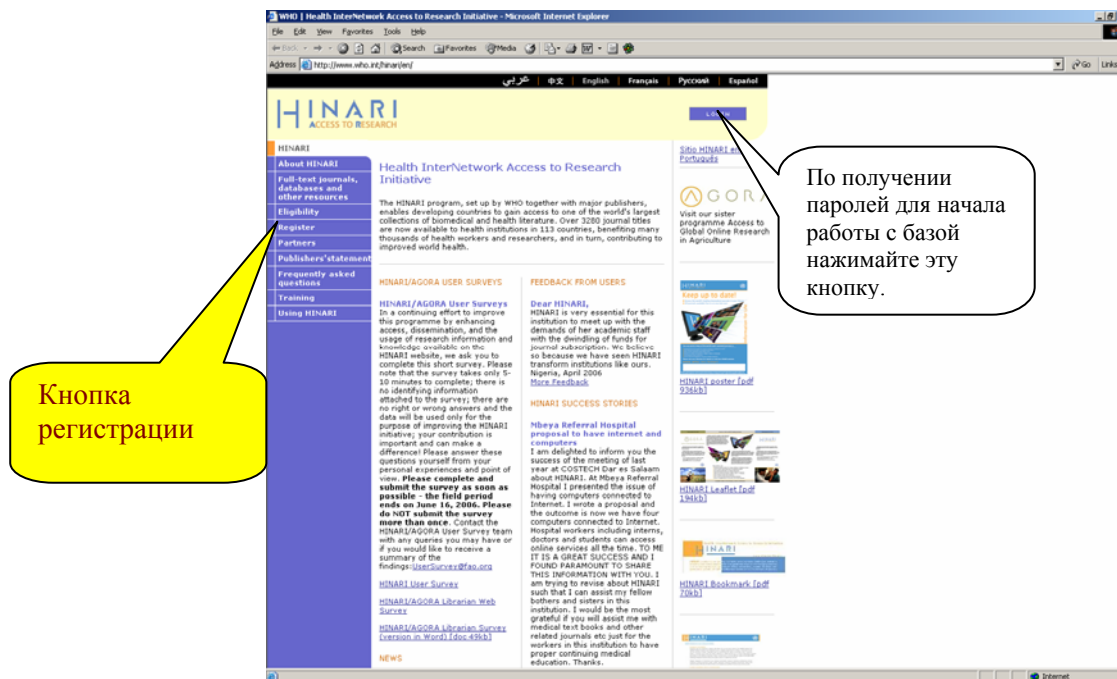 WHO | Health InterNetwork Access to Research Initiative - Microsoft Internet Explorer
File Edit View Favorites Tools Help
Back Search Favorites Media
Address http://www.who.int/hinari/en/ Go Links
عربي | 中文 | English | Français | Русский | Español
HINARI
ACCESS TO RESEARCH
HINARI
About HINARI
Full-text journals,
databases and
other resources
Eligibility
Register
Partners
Publishers'statement
Frequently asked
questions
Training
Using HINARI
Кнопка
регистрации
Health InterNetwork Access to Research
Initiative
The HINARI program, set up by WHO together with major publishers,
enables developing countries to gain access to one of the world's largest
collections of biomedical and health literature. Over 3280 journal titles
are now available to health institutions in 113 countries, benefiting many
thousands of health workers and researchers, and in turn, contributing to
improved world health.
HINARI/AGORA USER SURVEYS
HINARI/AGORA User Surveys
In a continuing effort to improve
this programme by enhancing
access, dissemination, and the
usage of research information and
knowledge available on the
HINARI website, we ask you to
complete this short survey. Please
note that the survey takes only 5-
10 minutes to complete; there is
no identifying information
attached to the survey; there are
no right or wrong answers and the
data will be used only for the
purpose of improving the HINARI
initiative; your contribution is
important and can make a
difference! Please answer these
questions yourself from your
personal experiences and point of
view. Please complete and
submit the survey as soon as
possible - the field period
ends on June 16, 2006. Please
do NOT submit the survey
more than once. Contact the
HINARI/AGORA User Survey team
with any queries you may have or
if you would like to receive a
summary of the
findings:UserSurvey@fao.org
HINARI User Survey
HINARI/AGORA Librarian Web
Survey
HINARI/AGORA Librarian Survey
(version in Word) [doc 49kb]
NEWS
FEEDBACK FROM USERS
Dear HINARI,
HINARI is very essential for this
institution to meet up with the
demands of her academic staff
with the dwindling of funds for
journal subscription. We believe
so because we have seen HINARI
transform institutions like ours.
Nigeria, April 2006
More Feedback
HINARI SUCCESS STORIES
Mbeya Referral Hospital
proposal to have internet and
computers
I am delighted to inform you the
success of the meeting of last
year at COSTECH Dar es Salaam
about HINARI. At Mbeya Referral
Hospital I presented the issue of
having computers connected to
Internet. I wrote a proposal and
the outcome is now we have four
computers connected to Internet.
Hospital workers including interns,
doctors and students can access
online services all the time. TO ME
IT IS A GREAT SUCCESS AND I
FOUND PARAMOUNT TO SHARE
THIS INFORMATION WITH YOU. I
am trying to revise about HINARI
such that I can assist my fellow
bothers and sisters in this
institution. I would be the most
grateful if you will assist me with
medical text books and other
related journals etc just for the
workers in this institution to have
proper continuing medical
education. Thanks.
Sitio HINARI en
Portugués
AGORA
Visit our sister
programme Access to
Global Online Research
in Agriculture
HINARI
Keep up to date!
HINARI poster [pdf
936kb]
HINARI Leaflet [pdf
194kb]
HINARI
HINARI Bookmark [pdf
70kb]
По получении
паролей для начала
работы с базой
нажимайте эту
кнопку.
Internet